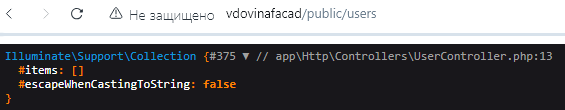 Не защищено vdovinafacad/public/users
Illuminate\Support\Collection {#375 ▼ // app\Http\Controllers\UserController.php:13
#items: []
#escapeWhenCastingToString: false
}